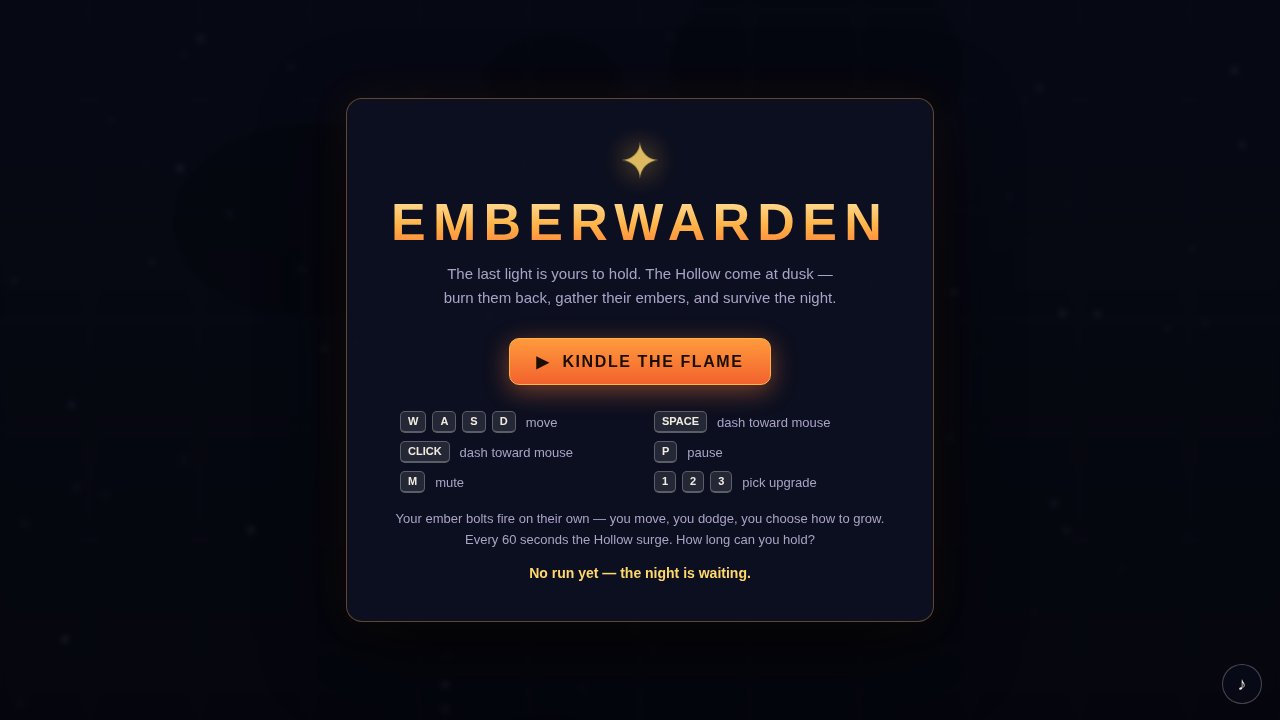 EMBERWARDEN
The last light is yours to hold. The Hollow come at dusk —
burn them back, gather their embers, and survive the night.
▶ KINDLE THE FLAME
W A S D move
SPACE dash toward mouse
CLICK dash toward mouse
P pause
M mute
1 2 3 pick upgrade
Your ember bolts fire on their own — you move, you dodge, you choose how to grow.
Every 60 seconds the Hollow surge. How long can you hold?
No run yet — the night is waiting.
♪